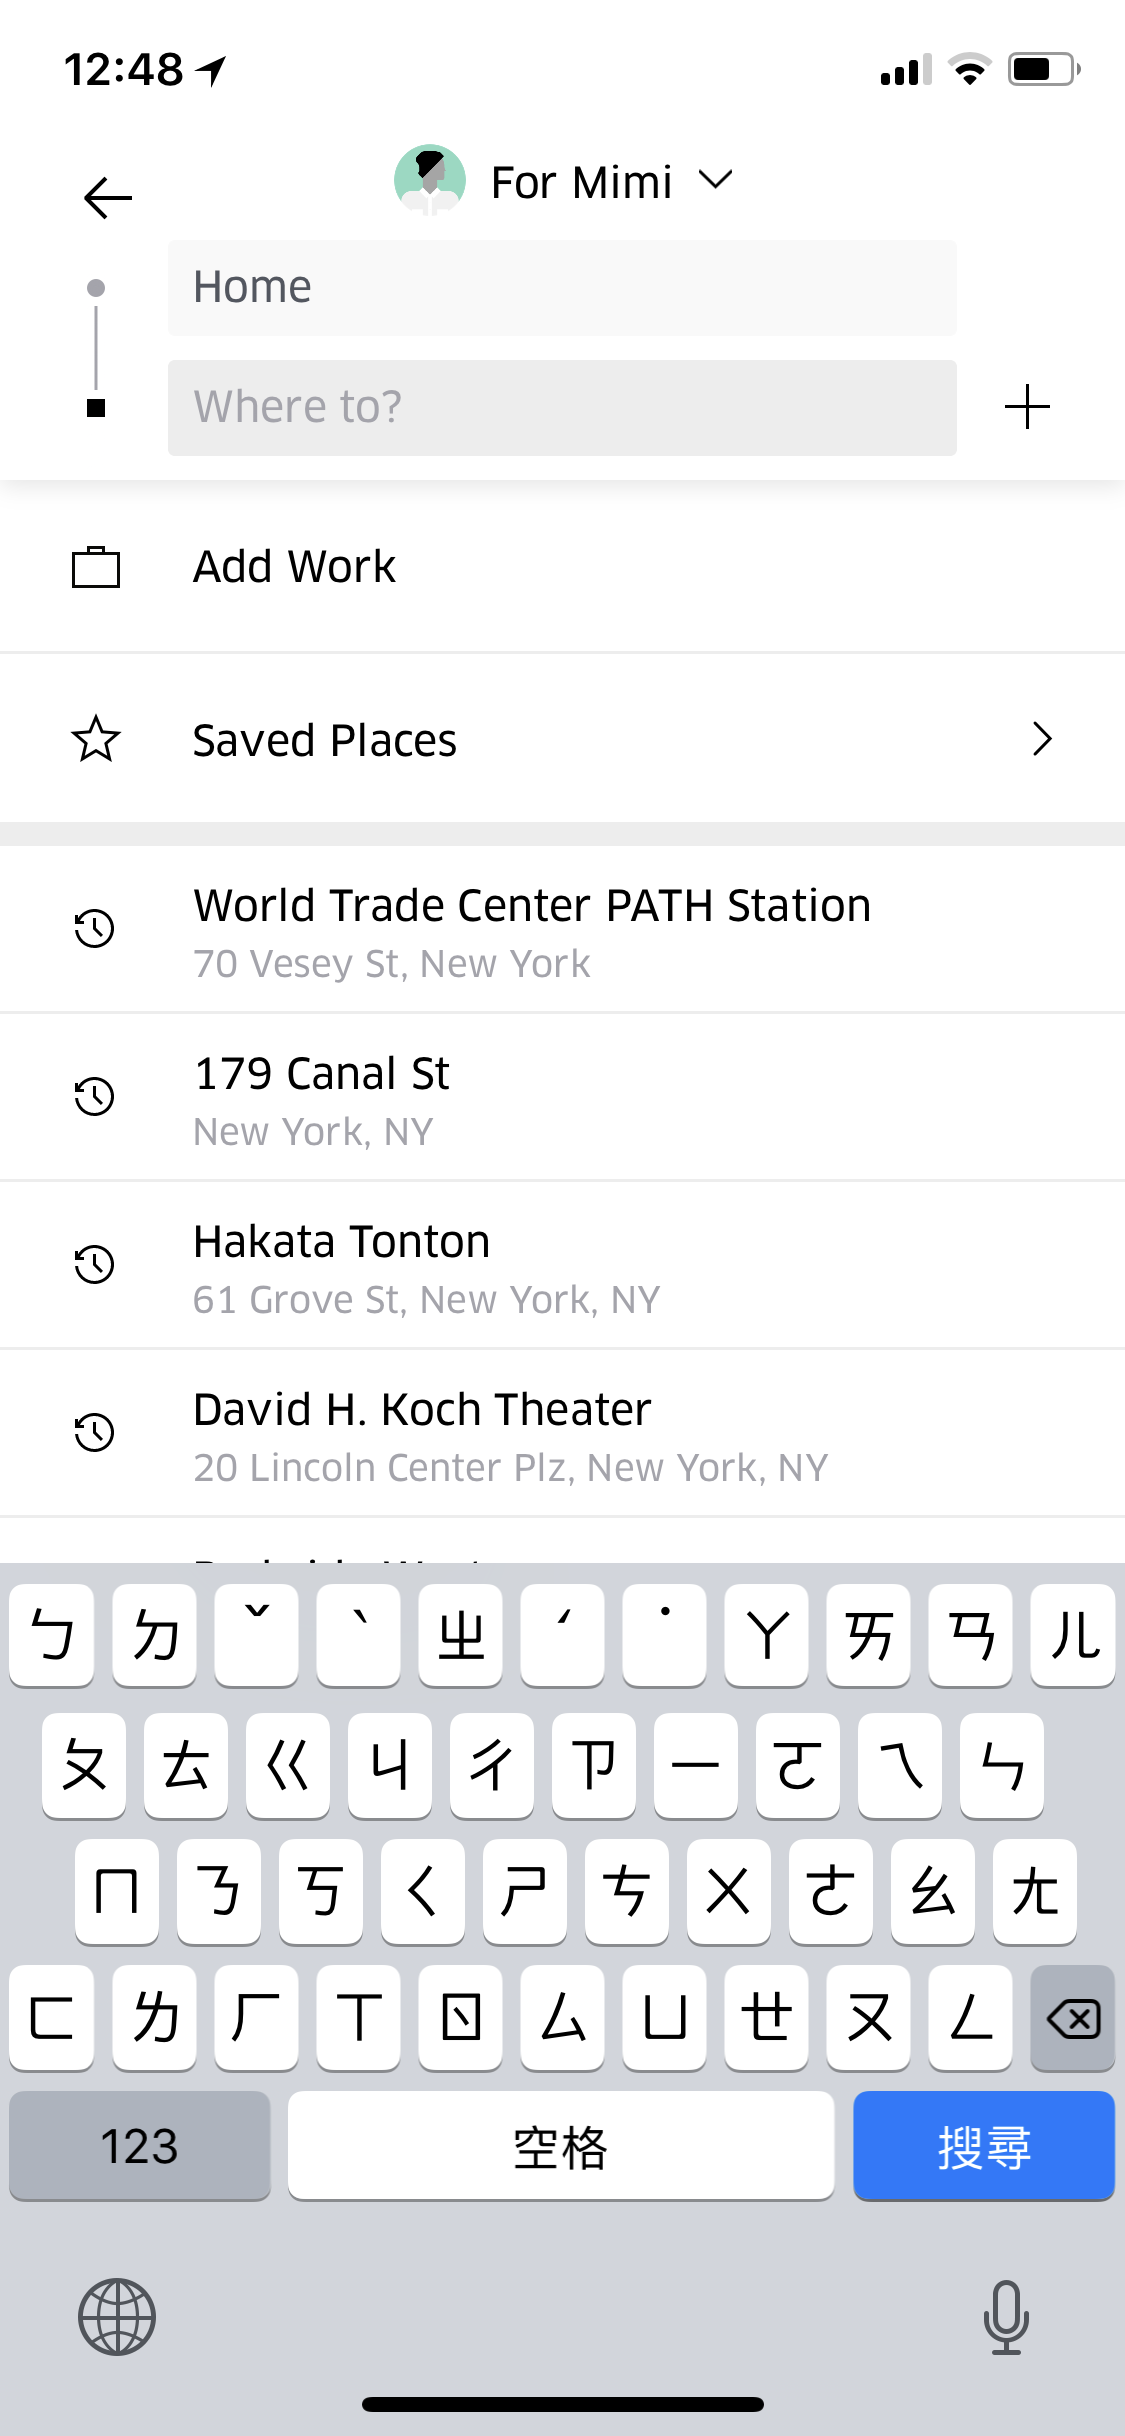 12:48
For Mimi
Home
Where to?
Add Work
Saved Places
World Trade Center PATH Station
70 Vesey St, New York
179 Canal St
New York, NY
Hakata Tonton
61 Grove St, New York, NY
David H. Koch Theater
20 Lincoln Center Plz, New York, NY
ㄅ ㄉ ˇ ˋ ㄓ ˊ ˙ ㄚ ㄞ ㄢ ㄦ
ㄆ ㄊ ㄍ ㄐ ㄔ ㄗ ㄧ ㄛ ㄟ ㄣ
ㄇ ㄋ ㄎ ㄑ ㄕ ㄘ ㄨ ㄜ ㄠ ㄤ
ㄈ ㄌ ㄏ ㄒ ㄖ ㄙ ㄩ ㄝ ㄡ ㄥ
123 空格 搜尋